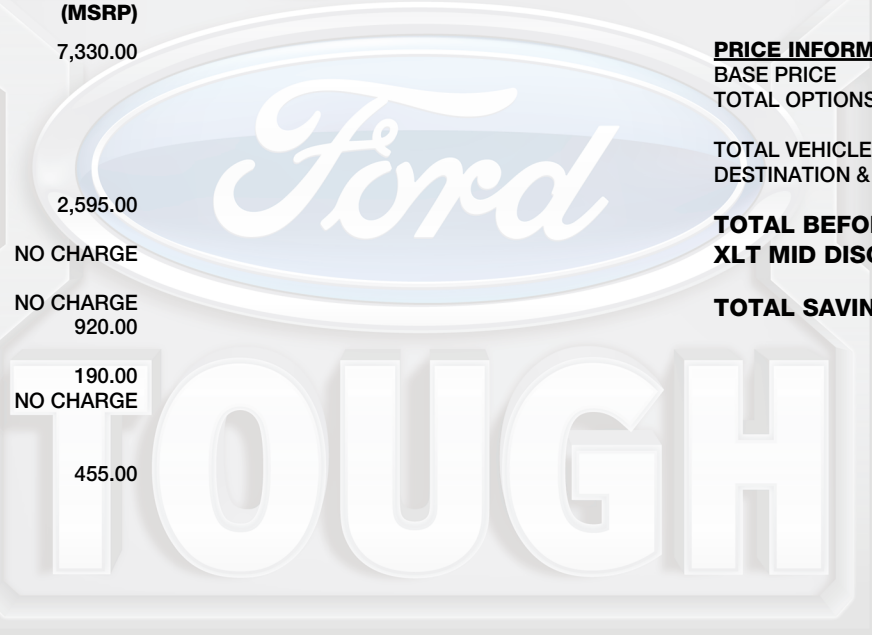 (MSRP)
7,330.00
2,595.00
NO CHARGE
NO CHARGE
920.00
190.00
NO CHARGE
455.00
PRICE INFORM
BASE PRICE
TOTAL OPTIONS
TOTAL VEHICLE
DESTINATION &
TOTAL BEFO
XLT MID DISC
TOTAL SAVIN
Ford
TOUGH